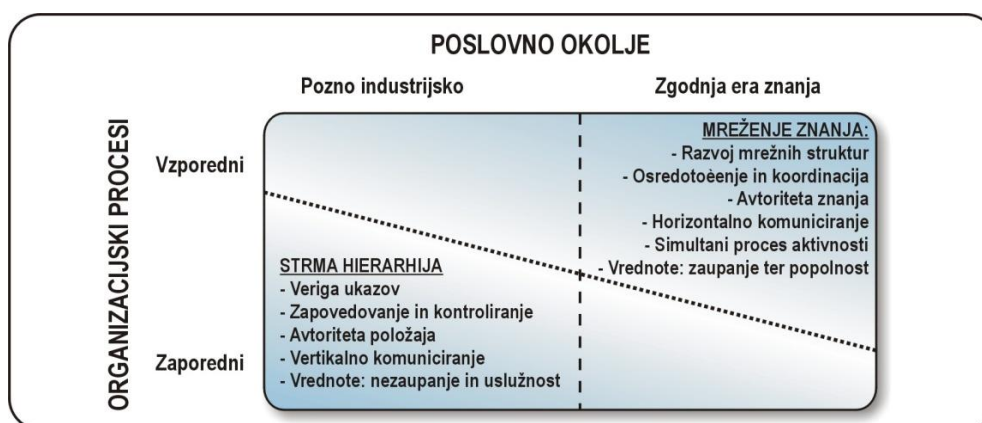 POSLOVNO OKOLJE
Pozno industrijsko
Zgodnja era znanja
ORGANIZACIJSKI PROCESI
Vzporedni
Zaporedni
MREŽENJE ZNANJA:
- Razvoj mrežnih struktur
- Osredotoèenje in koordinacija
- Avtoriteta znanja
- Horizontalno komuniciranje
- Simultani proces aktivnosti
- Vrednote: zaupanje ter popolnost
STRMA HIERARHIJA
- Veriga ukazov
- Zapovedovanje in kontroliranje
- Avtoriteta položaja
- Vertikalno komuniciranje
- Vrednote: nezaupanje in uslužnost